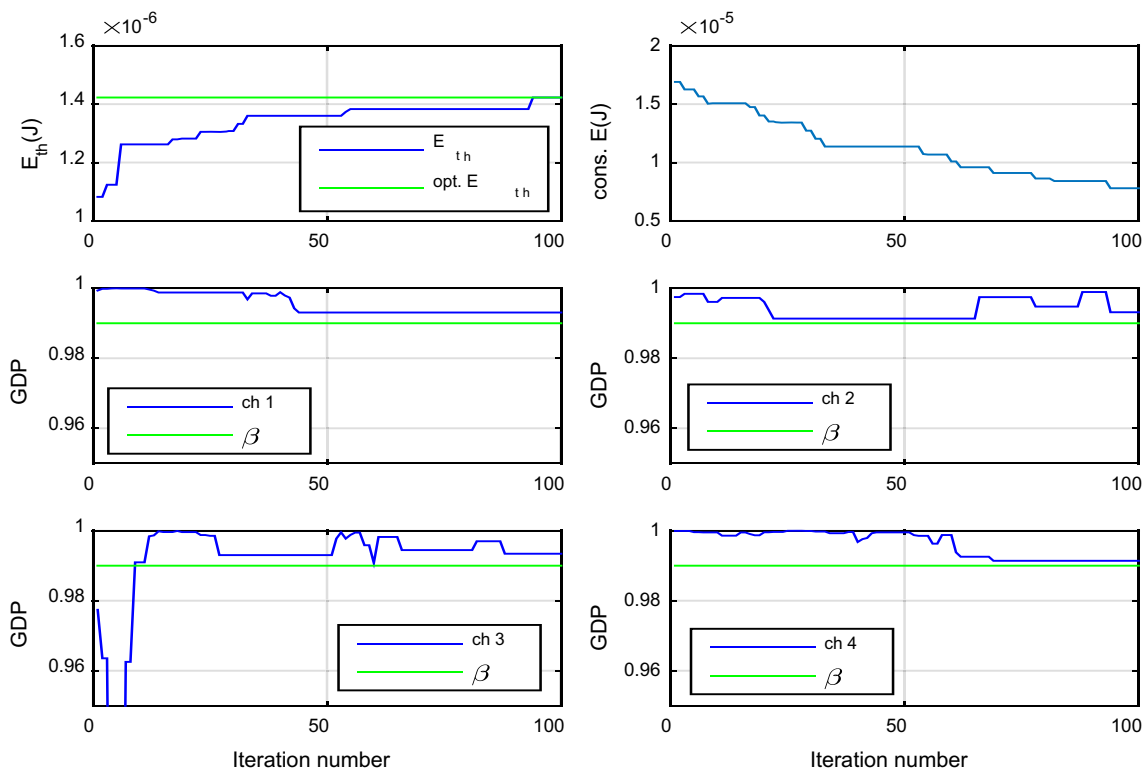 ×10^-6
1.6
1.4
1.2
1
E_th(J)
0
50
100
E_th
opt. E_th
×10^-5
2
1.5
1
0.5
cons. E(J)
0
50
100
1
0.98
0.96
GDP
0
50
100
ch 1
β
1
0.98
0.96
GDP
0
50
100
ch 2
β
1
0.98
0.96
GDP
0
50
100
ch 3
β
Iteration number
1
0.98
0.96
GDP
0
50
100
ch 4
β
Iteration number